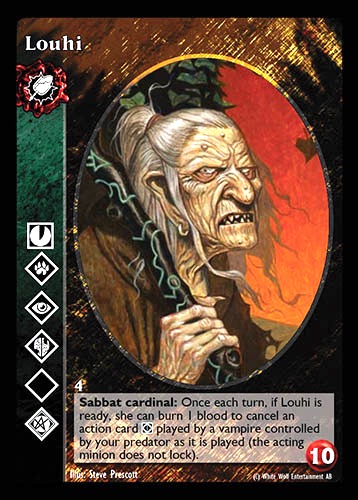 Louhi
4
Sabbat cardinal: Once each turn, if Louhi is
ready, she can burn 1 blood to cancel an
action card played by a vampire controlled
by your predator as it is played (the acting
minion does not lock).
10
Illus: Steve Prescott
(c) White Wolf Entertainment AB